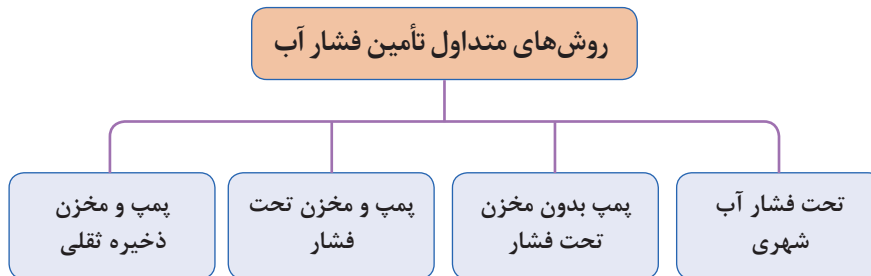 روش‌های متداول تأمین فشار آب
تحت فشار آب
شهری
پمپ بدون مخزن
تحت فشار
پمپ و مخزن تحت
فشار
پمپ و مخزن
ذخیره ثقلی